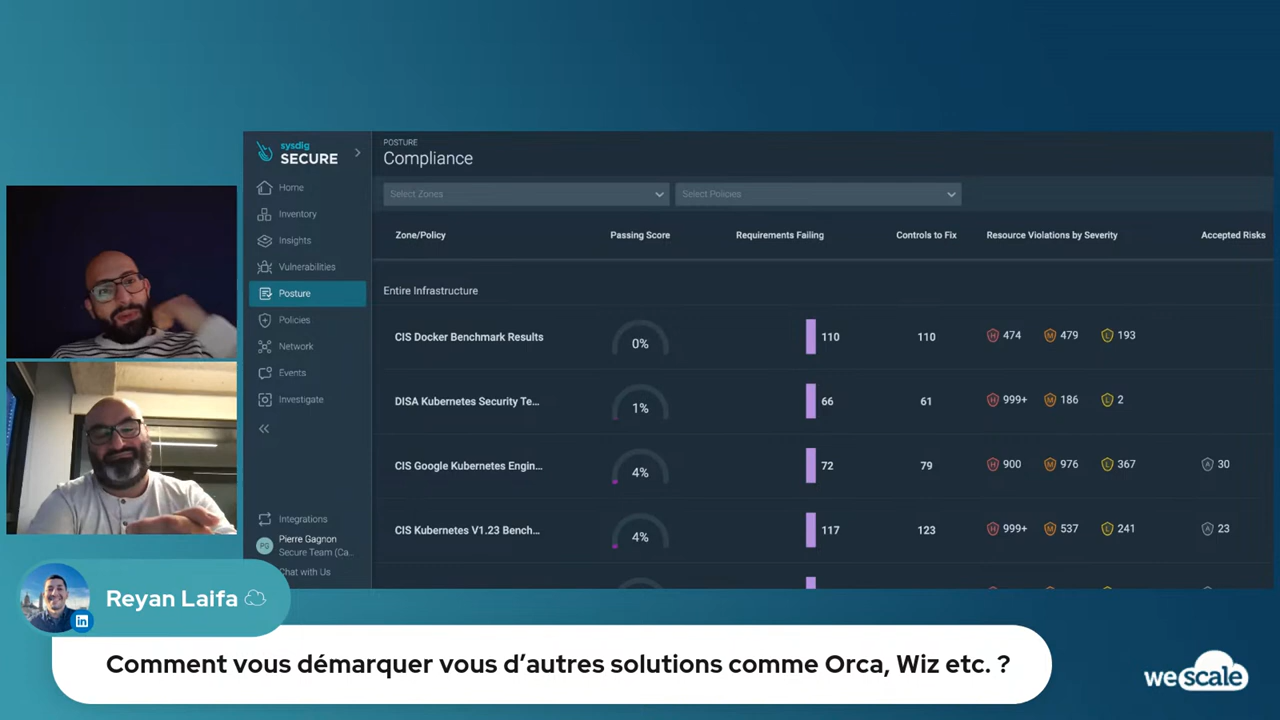 sysdig
SECURE
Home
Inventory
Insights
Vulnerabilities
Posture
Policies
Network
Events
Investigate
Integrations
PG
Pierre Gagnon
Secure Team (Ca...
Chat with Us
POSTURE
Compliance
Select Zones
Select Policies
Zone/Policy Passing Score Requirements Failing Controls to Fix Resource Violations by Severity Accepted Risks
Entire Infrastructure
CIS Docker Benchmark Results 0% 110 110 H 474 M 479 L 193
DISA Kubernetes Security Te... 1% 66 61 H 999+ M 186 L 2
CIS Google Kubernetes Engin... 4% 72 79 H 900 M 976 L 367 A 30
CIS Kubernetes V1.23 Bench... 4% 117 123 H 999+ M 537 L 241 A 23
Reyan Laifa
in
Comment vous démarquer vous d’autres solutions comme Orca, Wiz etc. ?
wescale